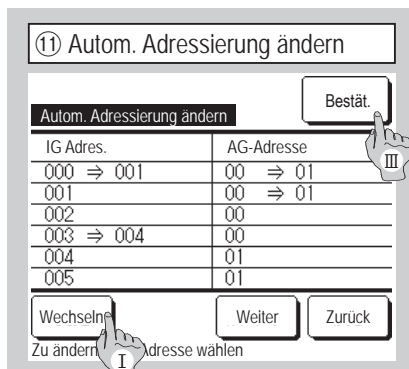 ⑪ Autom. Adressierung ändern
Bestät.
Autom. Adressierung ändern
III
IG Adres. AG-Adresse
000 ⇒ 001 00 ⇒ 01
001 00 ⇒ 01
002 00
003 ⇒ 004 00
004 01
005 01
Wechseln Weiter Zurück
Zu ändern Adresse wählen
I